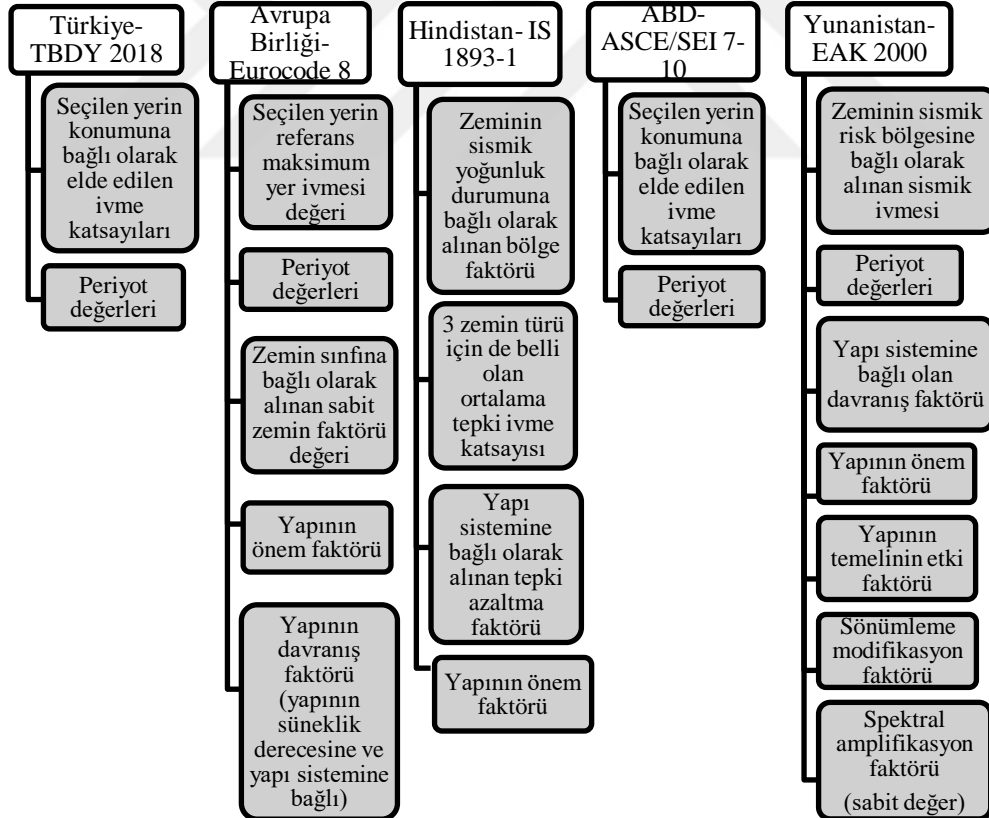 Türkiye-
TBDY 2018
Seçilen yerin
konumuna
bağlı olarak
elde edilen
ivme
katsayıları
Periyot
değerleri
Avrupa
Birliği-
Eurocode 8
Seçilen yerin
referans
maksimum
yer ivmesi
değeri
Periyot
değerleri
Zemin sınfına
bağlı olarak
alınan sabit
zemin faktörü
değeri
Yapının
önem faktörü
Yapının
davranış
faktörü
(yapının
süneklik
derecesine ve
yapı sistemine
bağlı)
Hindistan- IS
1893-1
Zeminin
sismik
yoğunluk
durumuna
bağlı olarak
alınan bölge
faktörü
3 zemin türü
için de belli
olan
ortalama
tepki ivme
katsayısı
Yapı
sistemine
bağlı olarak
alınan tepki
azaltma
faktörü
Yapının önem
faktörü
ABD-
ASCE/SEI 7-
10
Seçilen yerin
konumuna
bağlı olarak
elde edilen
ivme
katsayıları
Periyot
değerleri
Yunanistan-
EAK 2000
Zeminin sismik
risk bölgesine
bağlı olarak
alınan sismik
ivmesi
Periyot
değerleri
Yapı sistemine
bağlı olan
davranış faktörü
Yapının önem
faktörü
Yapının
temelinin etki
faktörü
Sönümleme
modifikasyon
faktörü
Spektral
amplifikasyon
faktörü
(sabit değer)